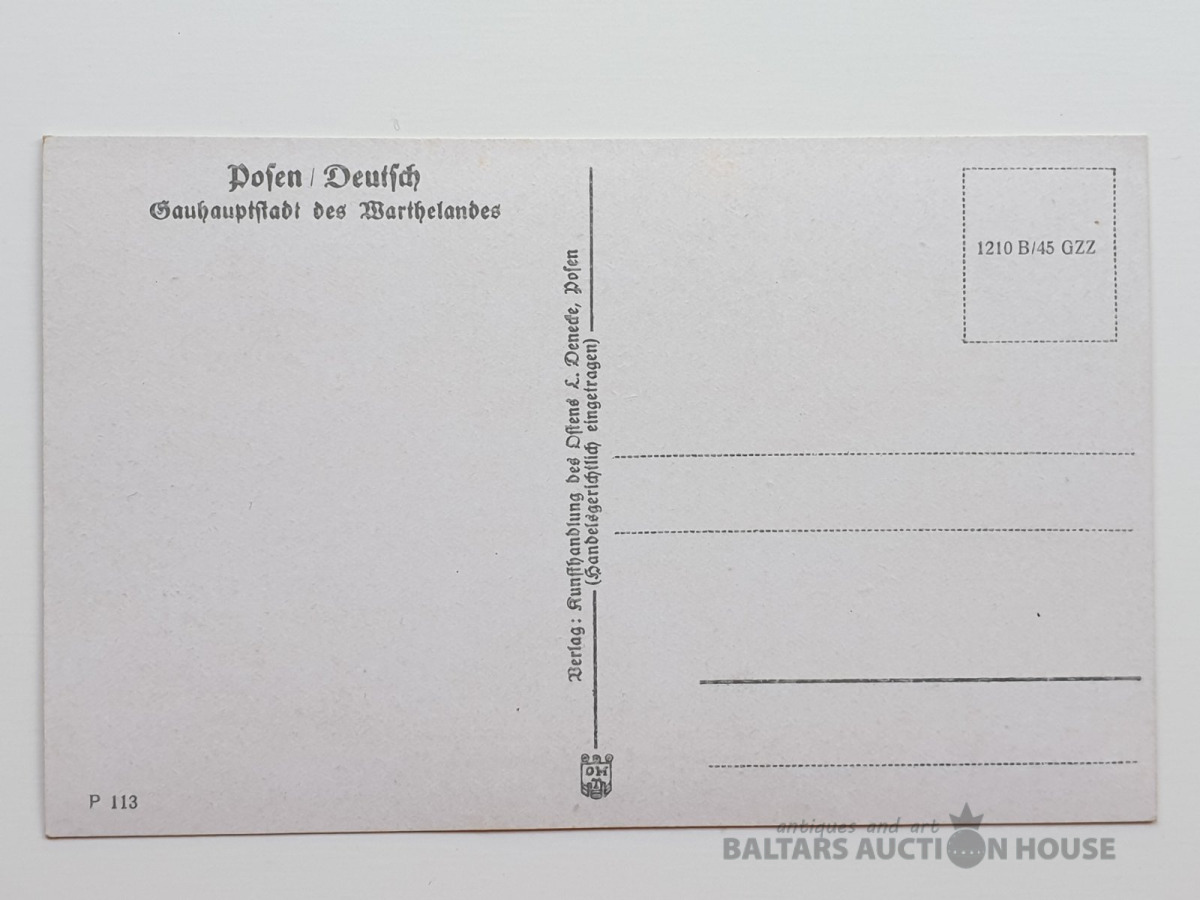 Posen / Deutsch
Gauhauptstadt des Warthelandes
Verlag: Kunsthandlung des Ostens L. Denecke, Posen
(Handelsgerichtlich eingetragen)
1210 B/45 GZZ
P 113
antiques and art
BALTARS AUCTION HOUSE